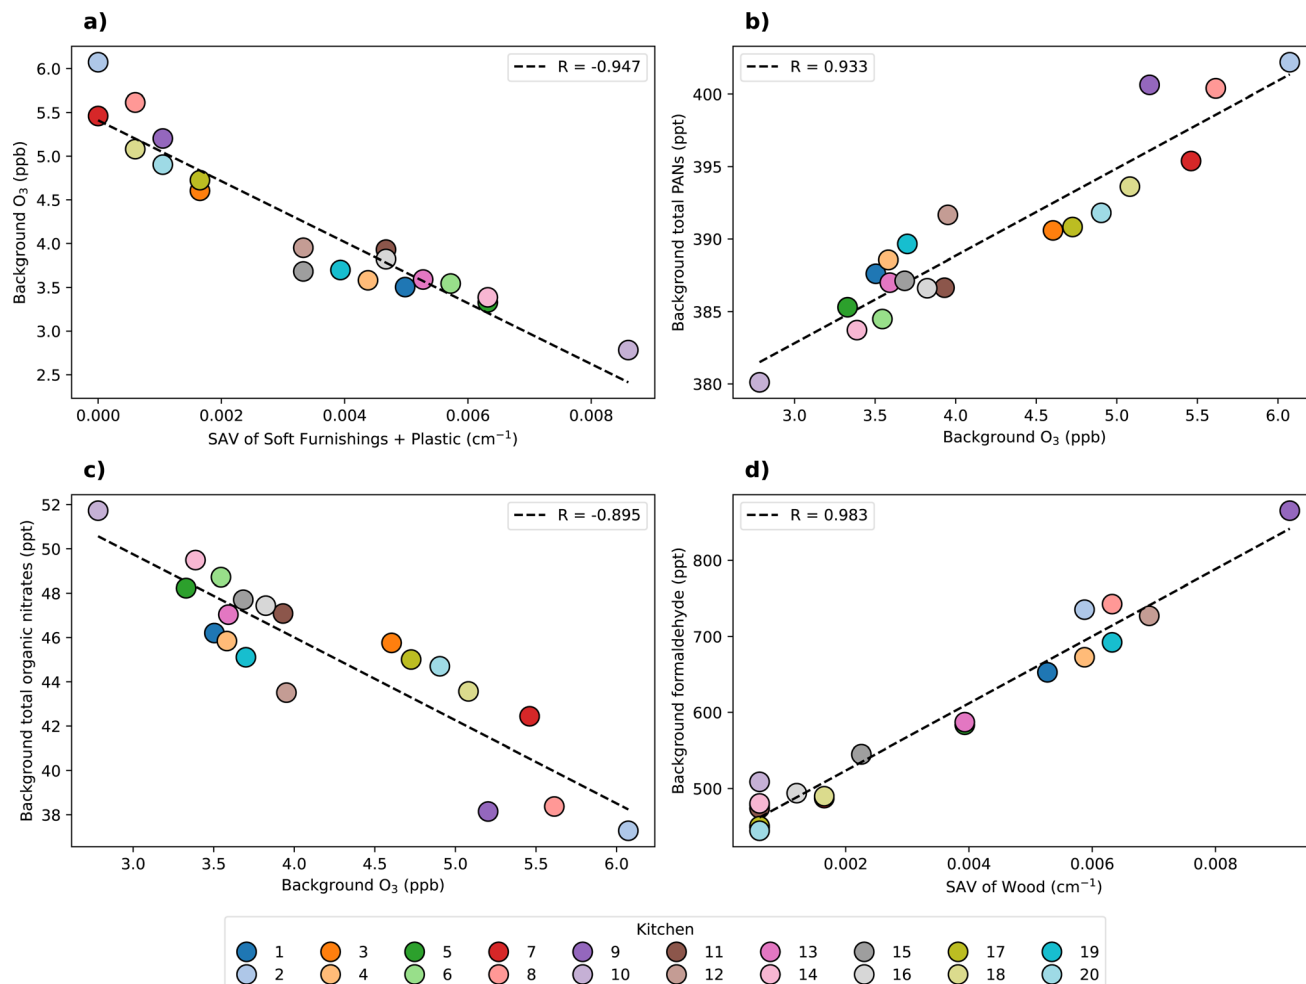 a)
R = -0.947
6.0
5.5
5.0
4.5
4.0
3.5
3.0
2.5
Background O₃ (ppb)
0.000 0.002 0.004 0.006 0.008
SAV of Soft Furnishings + Plastic (cm⁻¹)
b)
R = 0.933
400
395
390
385
380
Background total PANs (ppt)
3.0 3.5 4.0 4.5 5.0 5.5 6.0
Background O₃ (ppb)
c)
R = -0.895
52
50
48
46
44
42
40
38
Background total organic nitrates (ppt)
3.0 3.5 4.0 4.5 5.0 5.5 6.0
Background O₃ (ppb)
d)
R = 0.983
800
700
600
500
Background formaldehyde (ppt)
0.002 0.004 0.006 0.008
SAV of Wood (cm⁻¹)
Kitchen
1 3 5 7 9 11 13 15 17 19
2 4 6 8 10 12 14 16 18 20